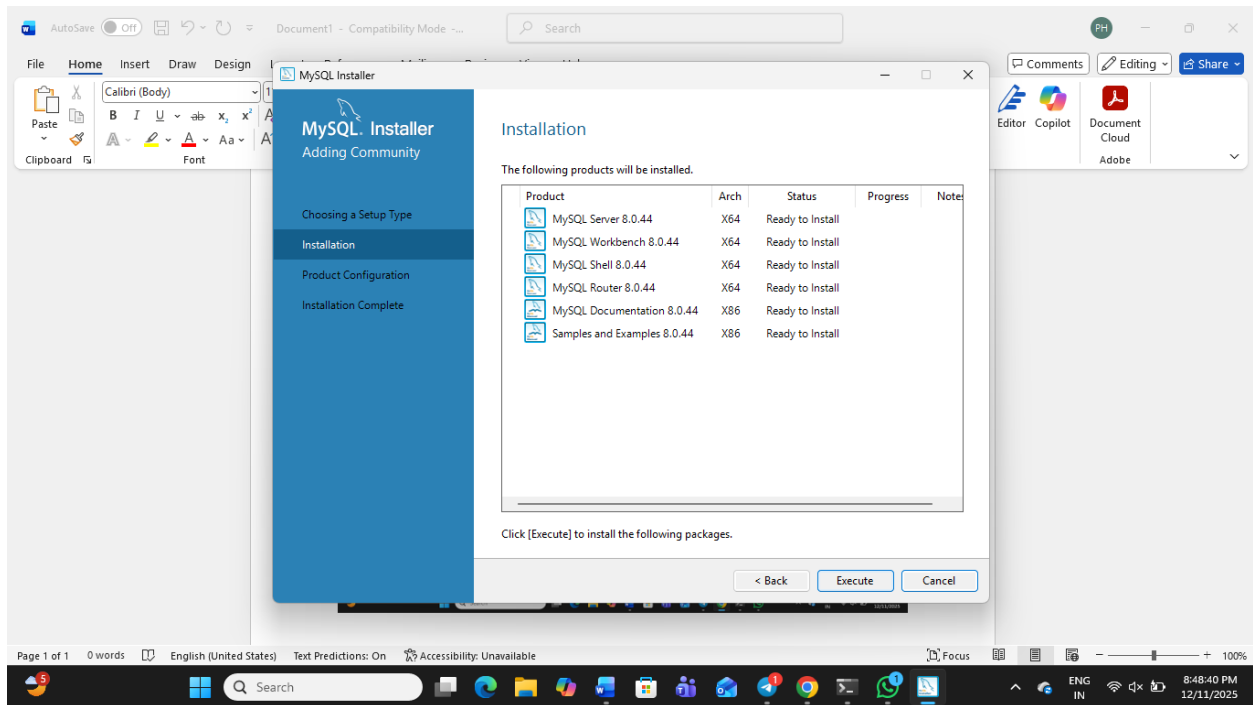 AutoSave Off Document1 - Compatibility Mode -... Search PH
File Home Insert Draw Design
Comments Editing Share
MySQL Installer
Calibri (Body)
Paste
B I U ab x₂ x² A
A A Aa A
Clipboard Font
Editor Copilot Document Cloud
Adobe
MySQL. Installer
Adding Community
Choosing a Setup Type
Installation
Product Configuration
Installation Complete
Installation
The following products will be installed.
Product Arch Status Progress Notes
MySQL Server 8.0.44 X64 Ready to Install
MySQL Workbench 8.0.44 X64 Ready to Install
MySQL Shell 8.0.44 X64 Ready to Install
MySQL Router 8.0.44 X64 Ready to Install
MySQL Documentation 8.0.44 X86 Ready to Install
Samples and Examples 8.0.44 X86 Ready to Install
Click [Execute] to install the following packages.
< Back Execute Cancel
Page 1 of 1 0 words English (United States) Text Predictions: On Accessibility: Unavailable Focus 100%
5 Search 1 1 ENG 8:48:40 PM
IN 12/11/2025